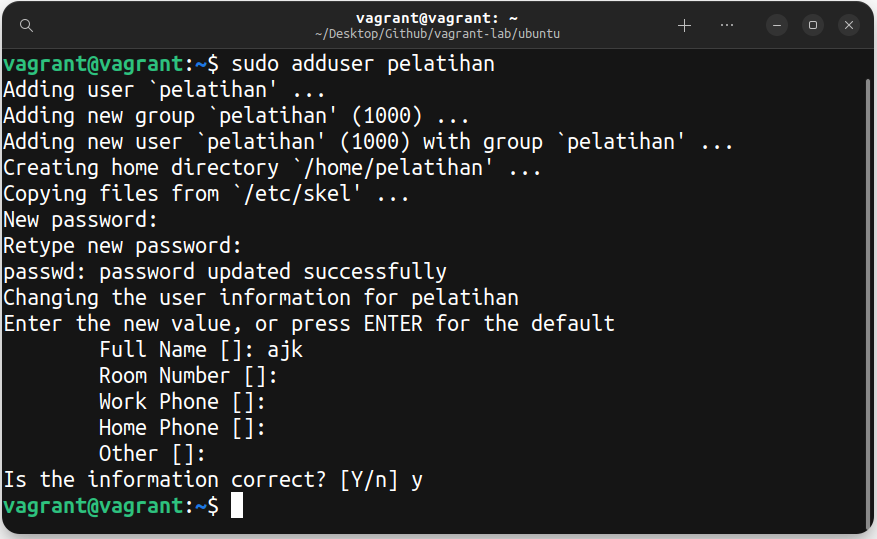 vagrant@vagrant: ~
~/Desktop/Github/vagrant-lab/ubuntu
vagrant@vagrant:~$ sudo adduser pelatihan
Adding user `pelatihan' ...
Adding new group `pelatihan' (1000) ...
Adding new user `pelatihan' (1000) with group `pelatihan' ...
Creating home directory `/home/pelatihan' ...
Copying files from `/etc/skel' ...
New password:
Retype new password:
passwd: password updated successfully
Changing the user information for pelatihan
Enter the new value, or press ENTER for the default
        Full Name []: ajk
        Room Number []:
        Work Phone []:
        Home Phone []:
        Other []:
Is the information correct? [Y/n] y
vagrant@vagrant:~$